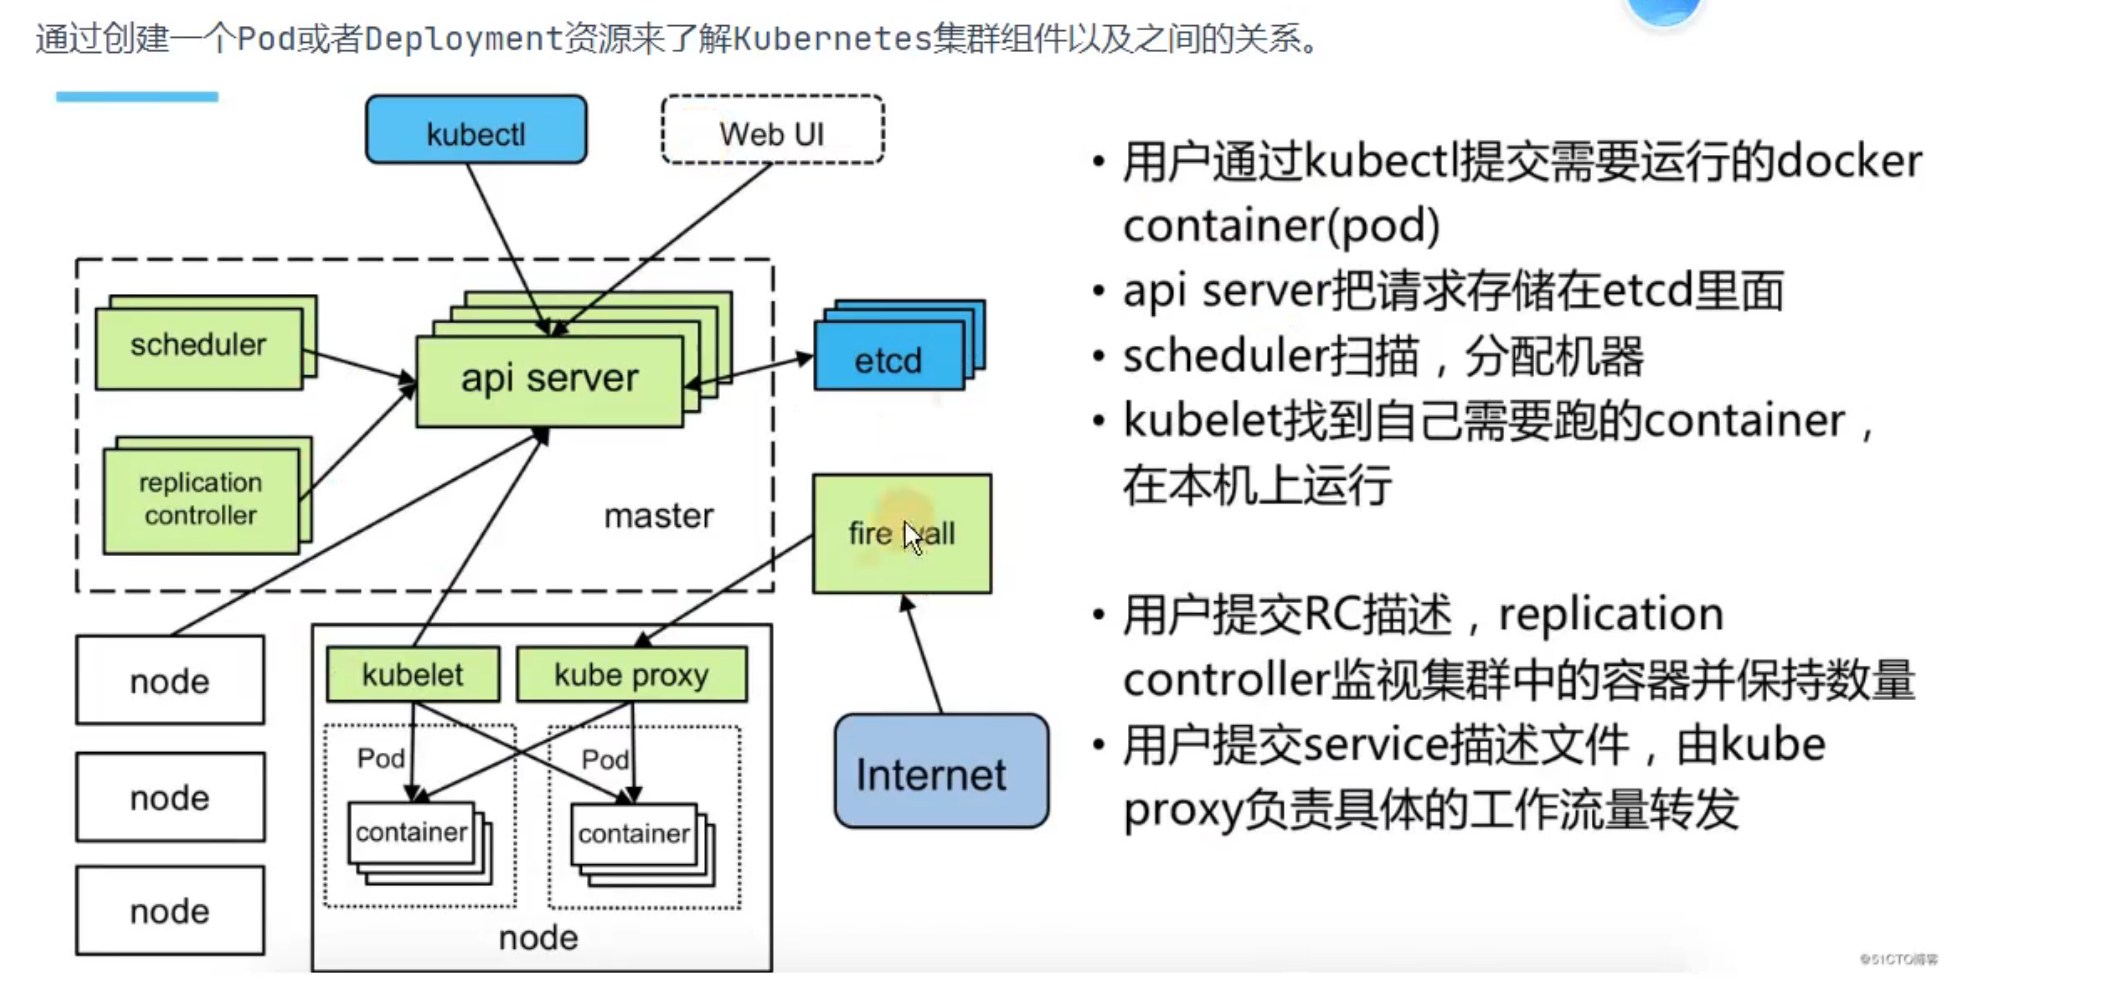 通过创建一个Pod或者Deployment资源来了解Kubernetes集群组件以及之间的关系。
kubectl
Web UI
scheduler
api server
etcd
replication
controller
master
fire wall
node
kubelet
kube proxy
Pod
Pod
container
container
node
node
node
Internet
• 用户通过kubectl提交需要运行的docker
container(pod)
• api server把请求存储在etcd里面
• scheduler扫描，分配机器
• kubelet找到自己需要跑的container，
在本机上运行
• 用户提交RC描述，replication
controller监视集群中的容器并保持数量
• 用户提交service描述文件，由kube
proxy负责具体的工作流量转发
@51CTO博客